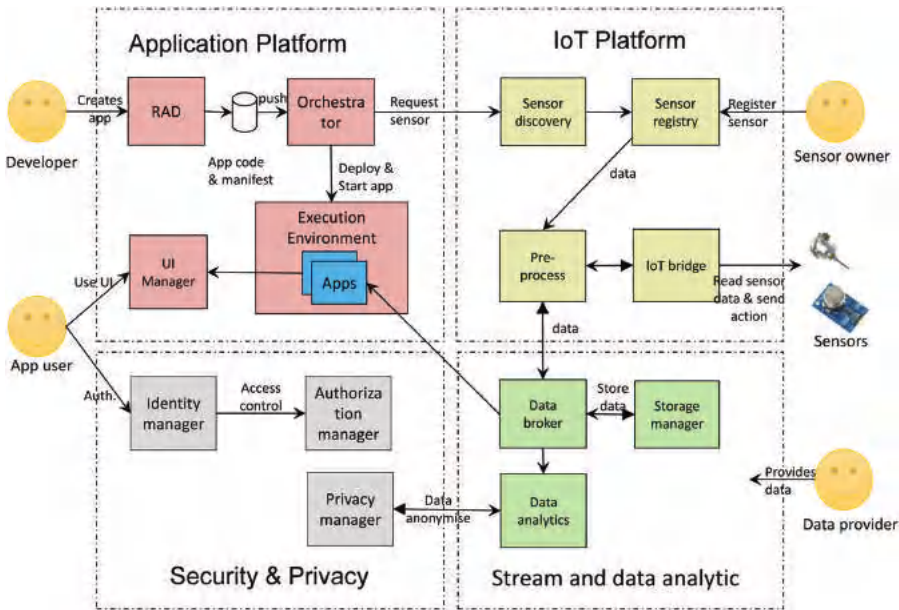 Application Platform
IoT Platform
Developer
Creates
app
RAD
push
App code
& manifest
Orchestra
tor
Request
sensor
Sensor
discovery
Sensor
registry
Register
sensor
Sensor owner
Deploy &
Start app
data
Execution
Environment
Apps
UI
Manager
Use UI
App user
Auth.
Pre-
process
IoT bridge
Read sensor
data & send
action
Sensors
data
Identity
manager
Access
control
Authoriza
tion
manager
Privacy
manager
Data
anonymise
Data
broker
Store
data
Storage
manager
Data
analytics
Provides
data
Data provider
Security & Privacy
Stream and data analytic